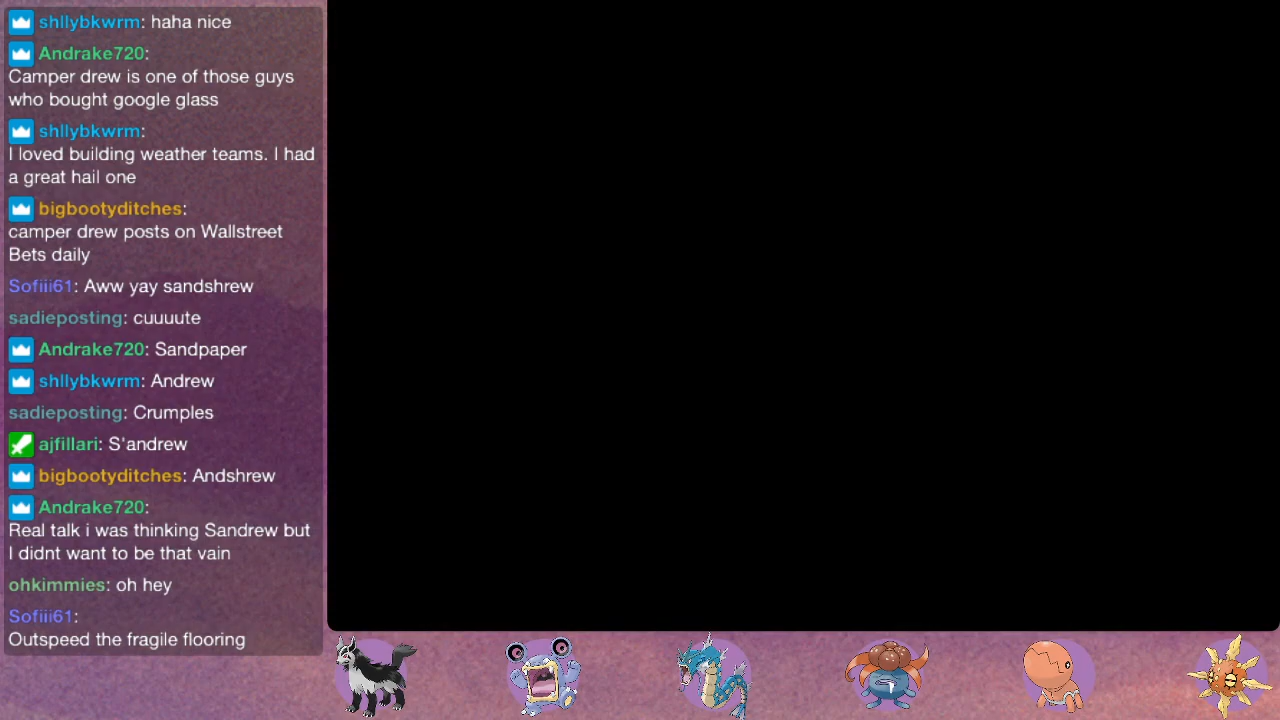 shllybkwrm: haha nice
Andrake720:
Camper drew is one of those guys
who bought google glass
shllybkwrm:
I loved building weather teams. I had
a great hail one
bigbootyditches:
camper drew posts on Wallstreet
Bets daily
Sofiii61: Aww yay sandshrew
sadieposting: cuuuute
Andrake720: Sandpaper
shllybkwrm: Andrew
sadieposting: Crumples
ajfillari: S'andrew
bigbootyditches: Andshrew
Andrake720:
Real talk i was thinking Sandrew but
I didnt want to be that vain
ohkimmies: oh hey
Sofiii61:
Outspeed the fragile flooring